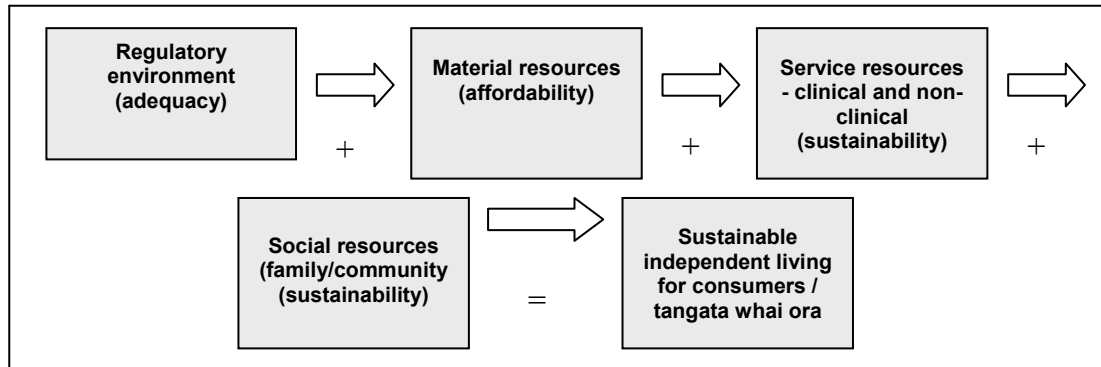 Regulatory
environment
(adequacy)
+
Material resources
(affordability)
+
Service resources
- clinical and non-
clinical
(sustainability)
+
Social resources
(family/community
(sustainability)
=
Sustainable
independent living
for consumers /
tangata whai ora